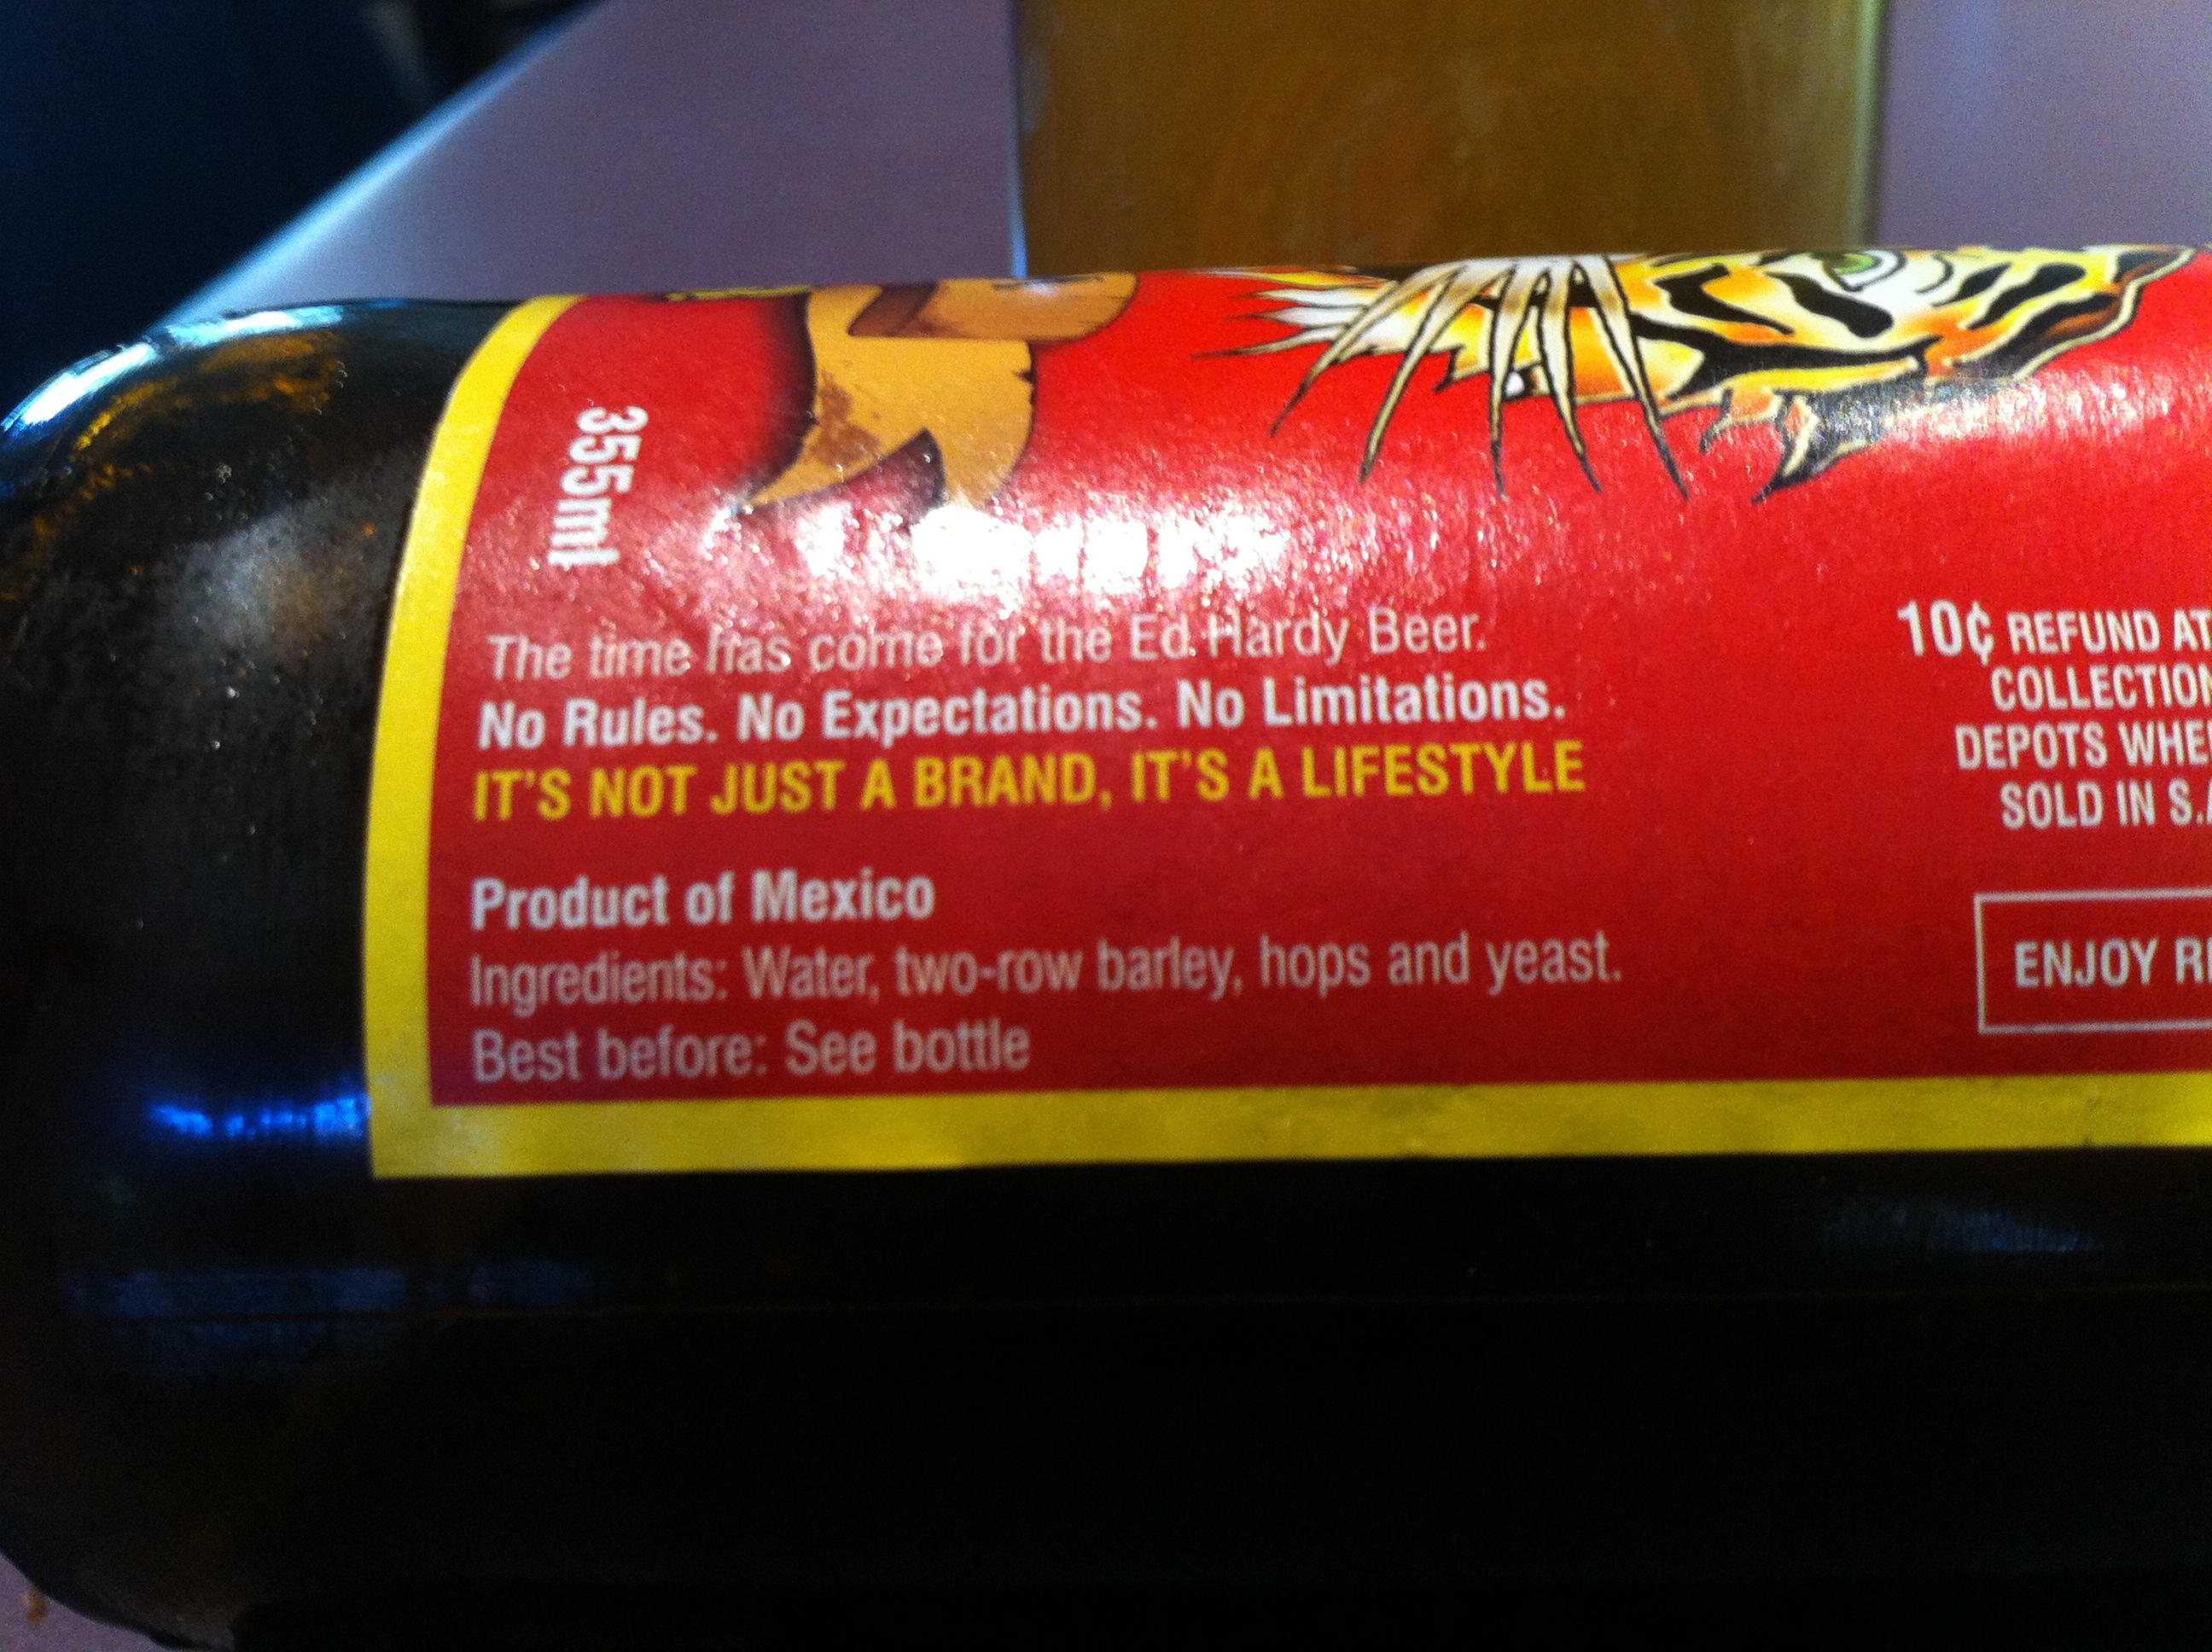 355ml
The time has come for the Ed Hardy Beer.
No Rules. No Expectations. No Limitations.
IT'S NOT JUST A BRAND, IT'S A LIFESTYLE
Product of Mexico
Ingredients: Water, two-row barley, hops and yeast.
Best before: See bottle
10¢ REFUND AT
COLLECTION
DEPOTS
SOLD IN
ENJOY